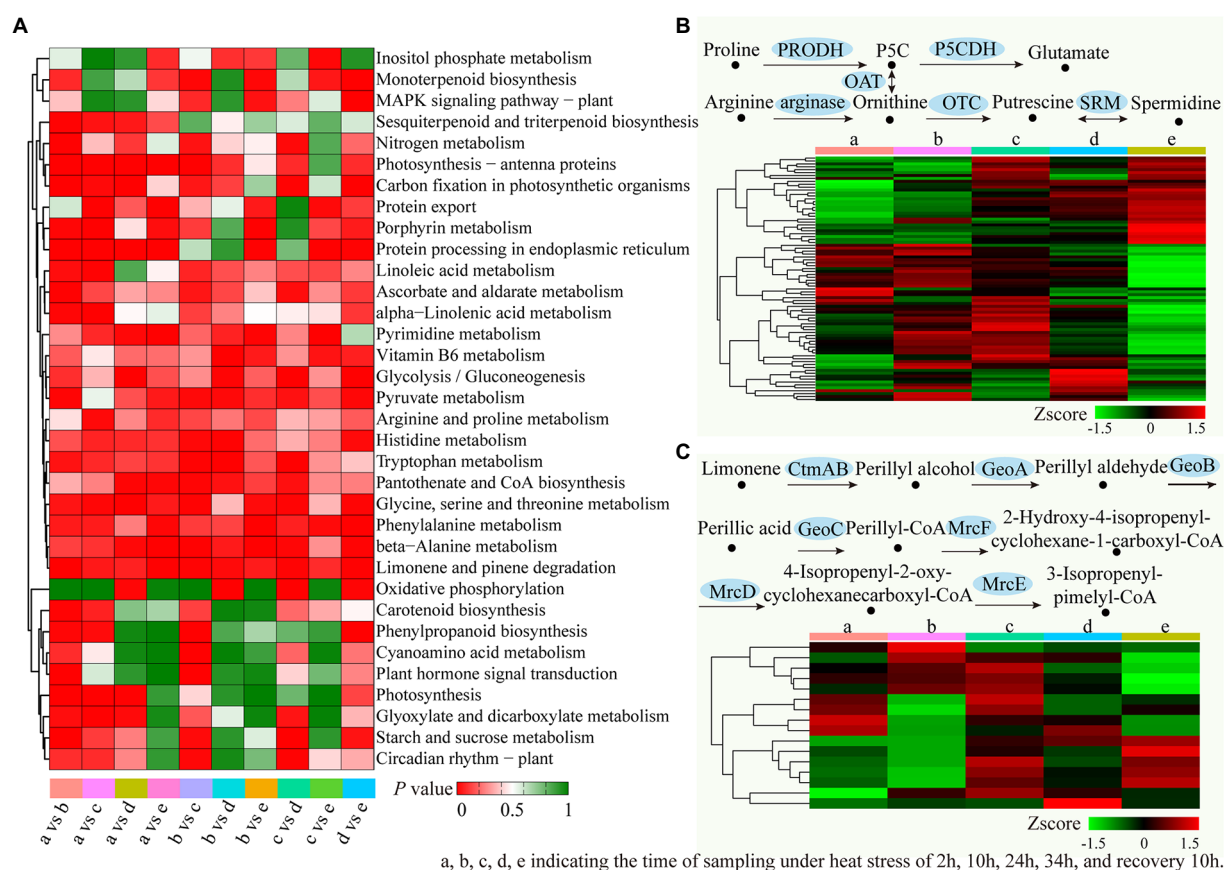 A
Inositol phosphate metabolism
Monoterpenoid biosynthesis
MAPK signaling pathway − plant
Sesquiterpenoid and triterpenoid biosynthesis
Nitrogen metabolism
Photosynthesis − antenna proteins
Carbon fixation in photosynthetic organisms
Protein export
Porphyrin metabolism
Protein processing in endoplasmic reticulum
Linoleic acid metabolism
Ascorbate and aldarate metabolism
alpha−Linolenic acid metabolism
Pyrimidine metabolism
Vitamin B6 metabolism
Glycolysis / Gluconeogenesis
Pyruvate metabolism
Arginine and proline metabolism
Histidine metabolism
Tryptophan metabolism
Pantothenate and CoA biosynthesis
Glycine, serine and threonine metabolism
Phenylalanine metabolism
beta−Alanine metabolism
Limonene and pinene degradation
Oxidative phosphorylation
Carotenoid biosynthesis
Phenylpropanoid biosynthesis
Cyanoamino acid metabolism
Plant hormone signal transduction
Photosynthesis
Glyoxylate and dicarboxylate metabolism
Starch and sucrose metabolism
Circadian rhythm − plant
a vs b
a vs c
a vs d
a vs e
b vs c
b vs d
b vs e
c vs d
c vs e
d vs e
P value
0 0.5 1
B
Proline PRODH P5C P5CDH Glutamate
OAT
Arginine arginase Ornithine OTC Putrescine SRM Spermidine
a b c d e
Zscore
-1.5 0 1.5
C
Limonene CtmAB Perillyl alcohol GeoA Perillyl aldehyde GeoB
Perillic acid GeoC Perillyl-CoA MrcF 2-Hydroxy-4-isopropenyl-
cyclohexane-1-carboxyl-CoA
MrcD 4-Isopropenyl-2-oxy-
cyclohexanecarboxyl-CoA MrcE 3-Isopropenyl-
pimelyl-CoA
a b c d e
Zscore
-1.5 0 1.5
a, b, c, d, e indicating the time of sampling under heat stress of 2h, 10h, 24h, 34h, and recovery 10h.